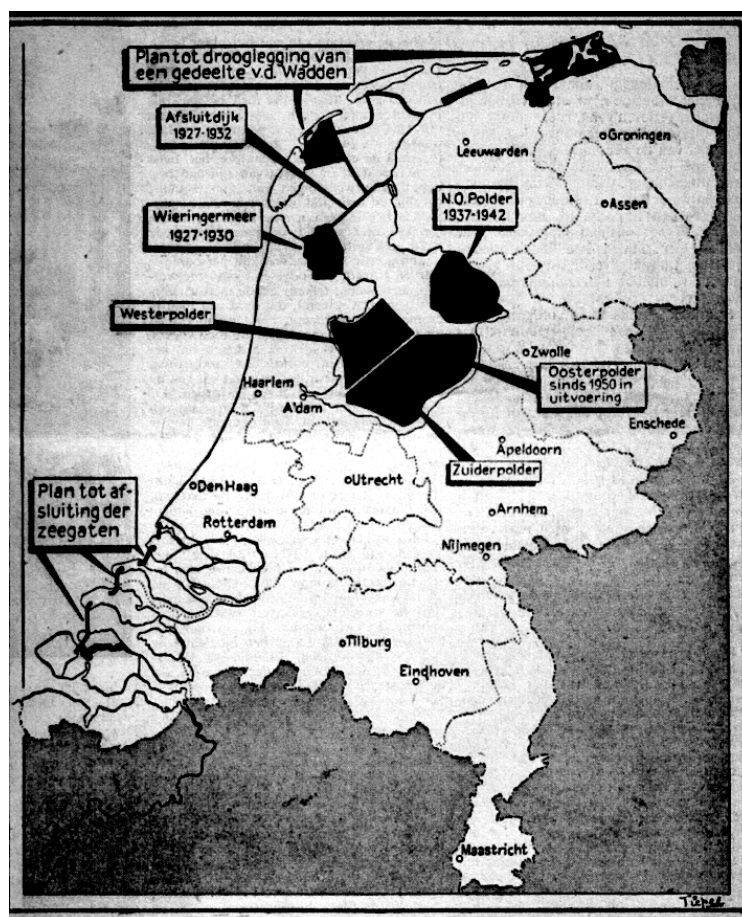 Plan tot drooglegging van
een gedeelte v.d. Wadden
Afsluitdijk
1927-1932
Leeuwarden
Groningen
Assen
N.O. Polder
1937-1942
Wieringermeer
1927-1930
Westerpolder
Zwolle
Oosterpolder
sinds 1950 in
uitvoering
Haarlem
A'dam
Enschede
Apeldoorn
Zuiderpolder
Utrecht
Den Haag
Plan tot af-
sluiting der
zeegaten
Rotterdam
Arnhem
Nijmegen
Tilburg
Eindhoven
Maastricht
Tiepel